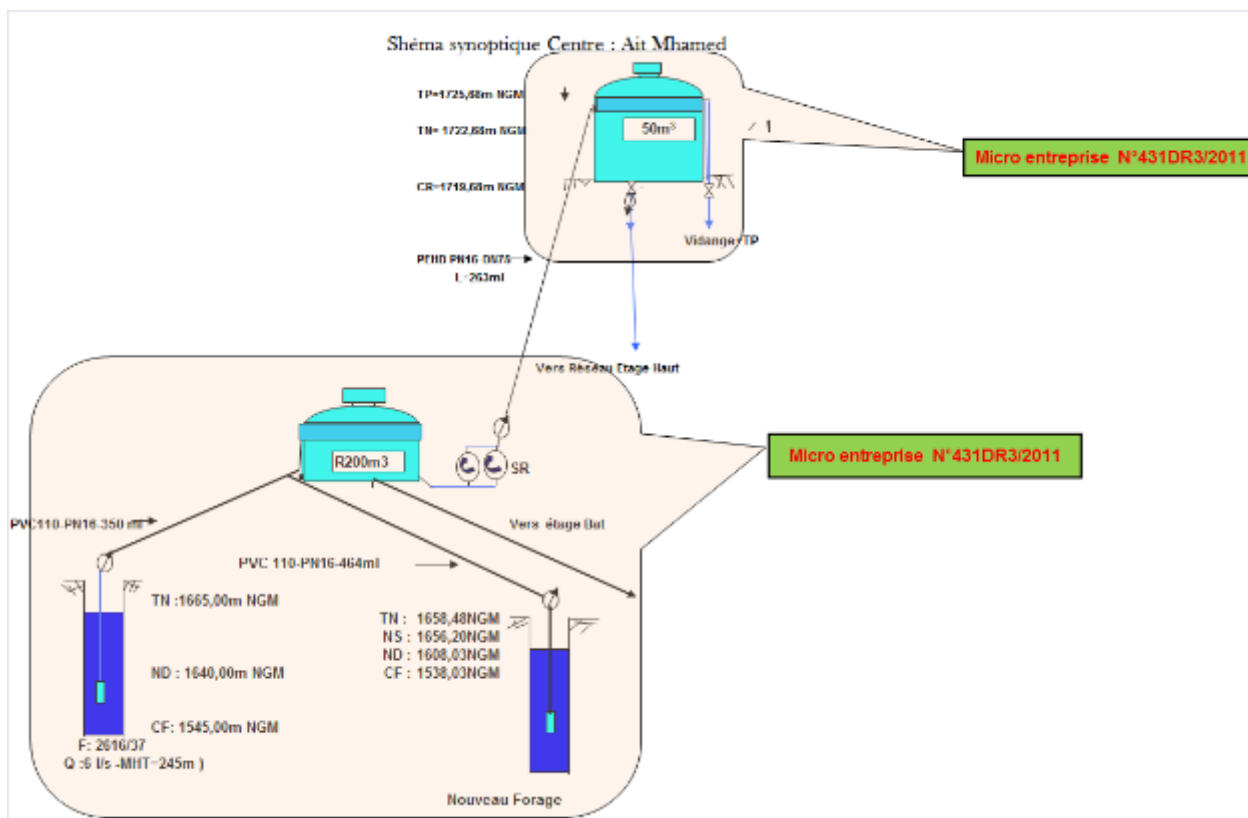 Shéma synoptique Centre : Ait Mhamed
TP=1725,68m NGM
TN= 1722,68m NGM
50m³
/ 1
Micro entreprise N°431DR3/2011
CR=1719,68m NGM
Vidange+TP
PEHD PN16-DN75
L=263ml
Vers Réseau Etage Haut
R200m3
SR
Micro entreprise N°431DR3/2011
PVC110-PN16-350 ml
Vers étage Bat
PVC 110-PN16-464ml
TN :1665,00m NGM
TN : 1658,48NGM
NS : 1656,20NGM
ND : 1608,03NGM
CF : 1538,03NGM
ND : 1640,00m NGM
CF: 1545,00m NGM
F: 2616/37
Q :6 l/s -MHT=245m )
Nouveau Forage